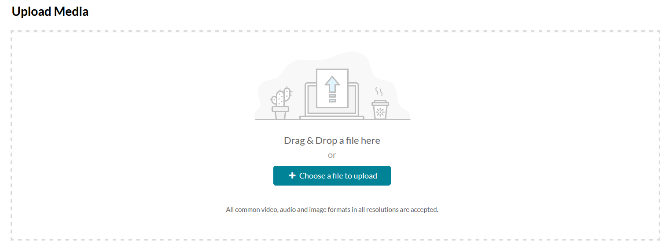 Upload Media
Drag & Drop a file here
or
+ Choose a file to upload
All common video, audio and image formats in all resolutions are accepted.